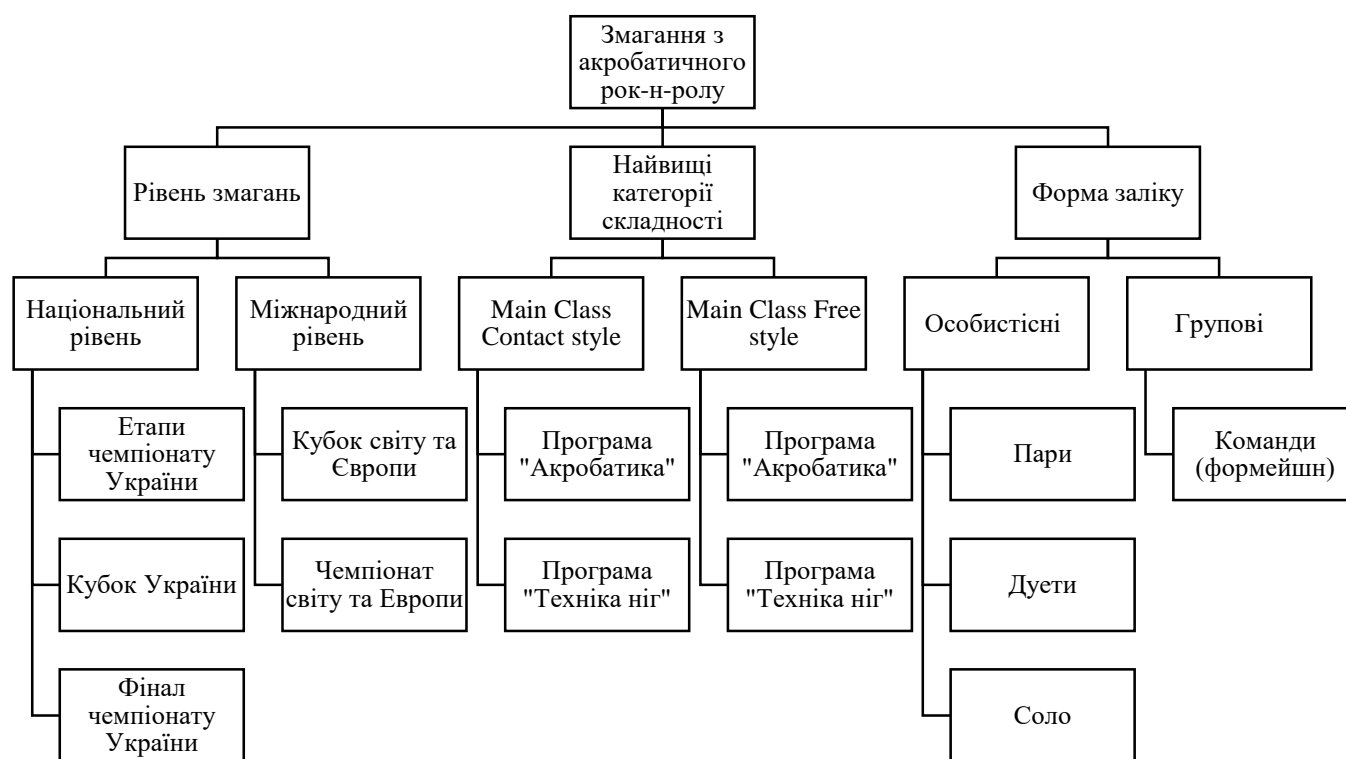 Змагання з
акробатичного
рок-н-ролу
Рівень змагань
Найвищі
категорії
складності
Форма заліку
Національний
рівень
Міжнародний
рівень
Main Class
Contact style
Main Class Free
style
Особистісні
Групові
Етапи
чемпіонату
України
Кубок світу та
Європи
Програма
"Акробатика"
Програма
"Акробатика"
Пари
Команди
(формейшн)
Кубок України
Чемпіонат
світу та Европи
Програма
"Техніка ніг"
Програма
"Техніка ніг"
Дуети
Фінал
чемпіонату
України
Соло